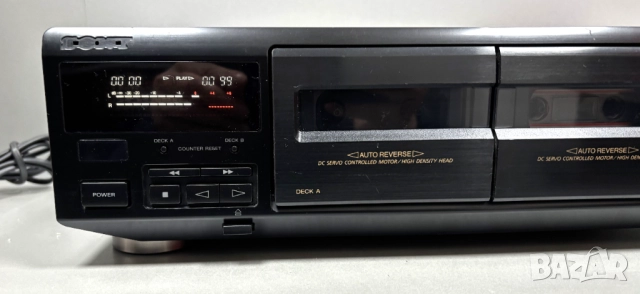 00 00 ▷ PLAY▷ 00 99
L
R
DECK A DECK B
COUNTER RESET
◀◀ ▶▶
POWER ■ ◁ ▷
◁AUTO REVERSE▷
DC SERVO CONTROLLED MOTOR/HIGH DENSITY HEAD
DECK A
◁AUTO REVERSE▷
DC SERVO CONTROLLED MOTOR/HIGH DENS
BAZAR